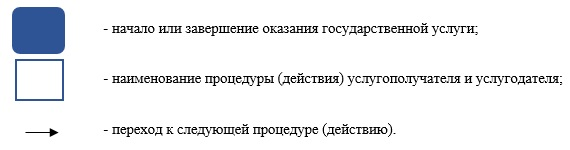 - начало или завершение оказания государственной услуги;
- наименование процедуры (действия) услугополучателя и услугодателя;
- переход к следующей процедуре (действию).